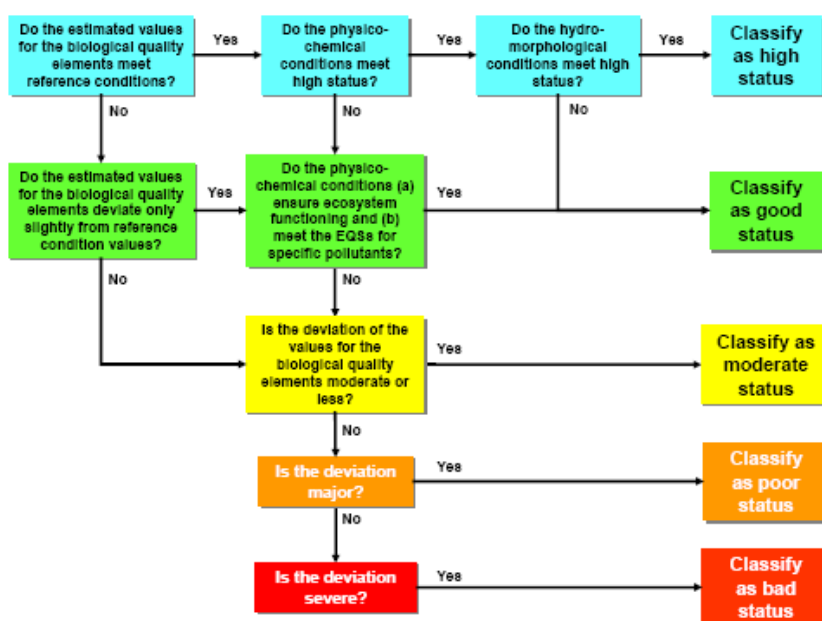 Do the estimated values
for the biological quality
elements meet
reference conditions?
Yes
Do the physico-
chemical conditions meet
high status?
Yes
Do the hydro-
morphological
conditions meet high
status?
Yes
Classify
as high
status
No
No
No
Do the estimated values
for the biological quality
elements deviate only
slightly from reference
condition values?
Yes
Do the physico-
chemical conditions (a)
ensure ecosystem
functioning and (b)
meet the EQSs for
specific pollutants?
Yes
Classify
as good
status
No
No
Is the deviation of the
values for the
biological quality
elements moderate or
less?
Yes
Classify as
moderate
status
No
Is the deviation
major?
Yes
Classify
as poor
status
No
Is the deviation
severe?
Yes
Classify
as bad
status